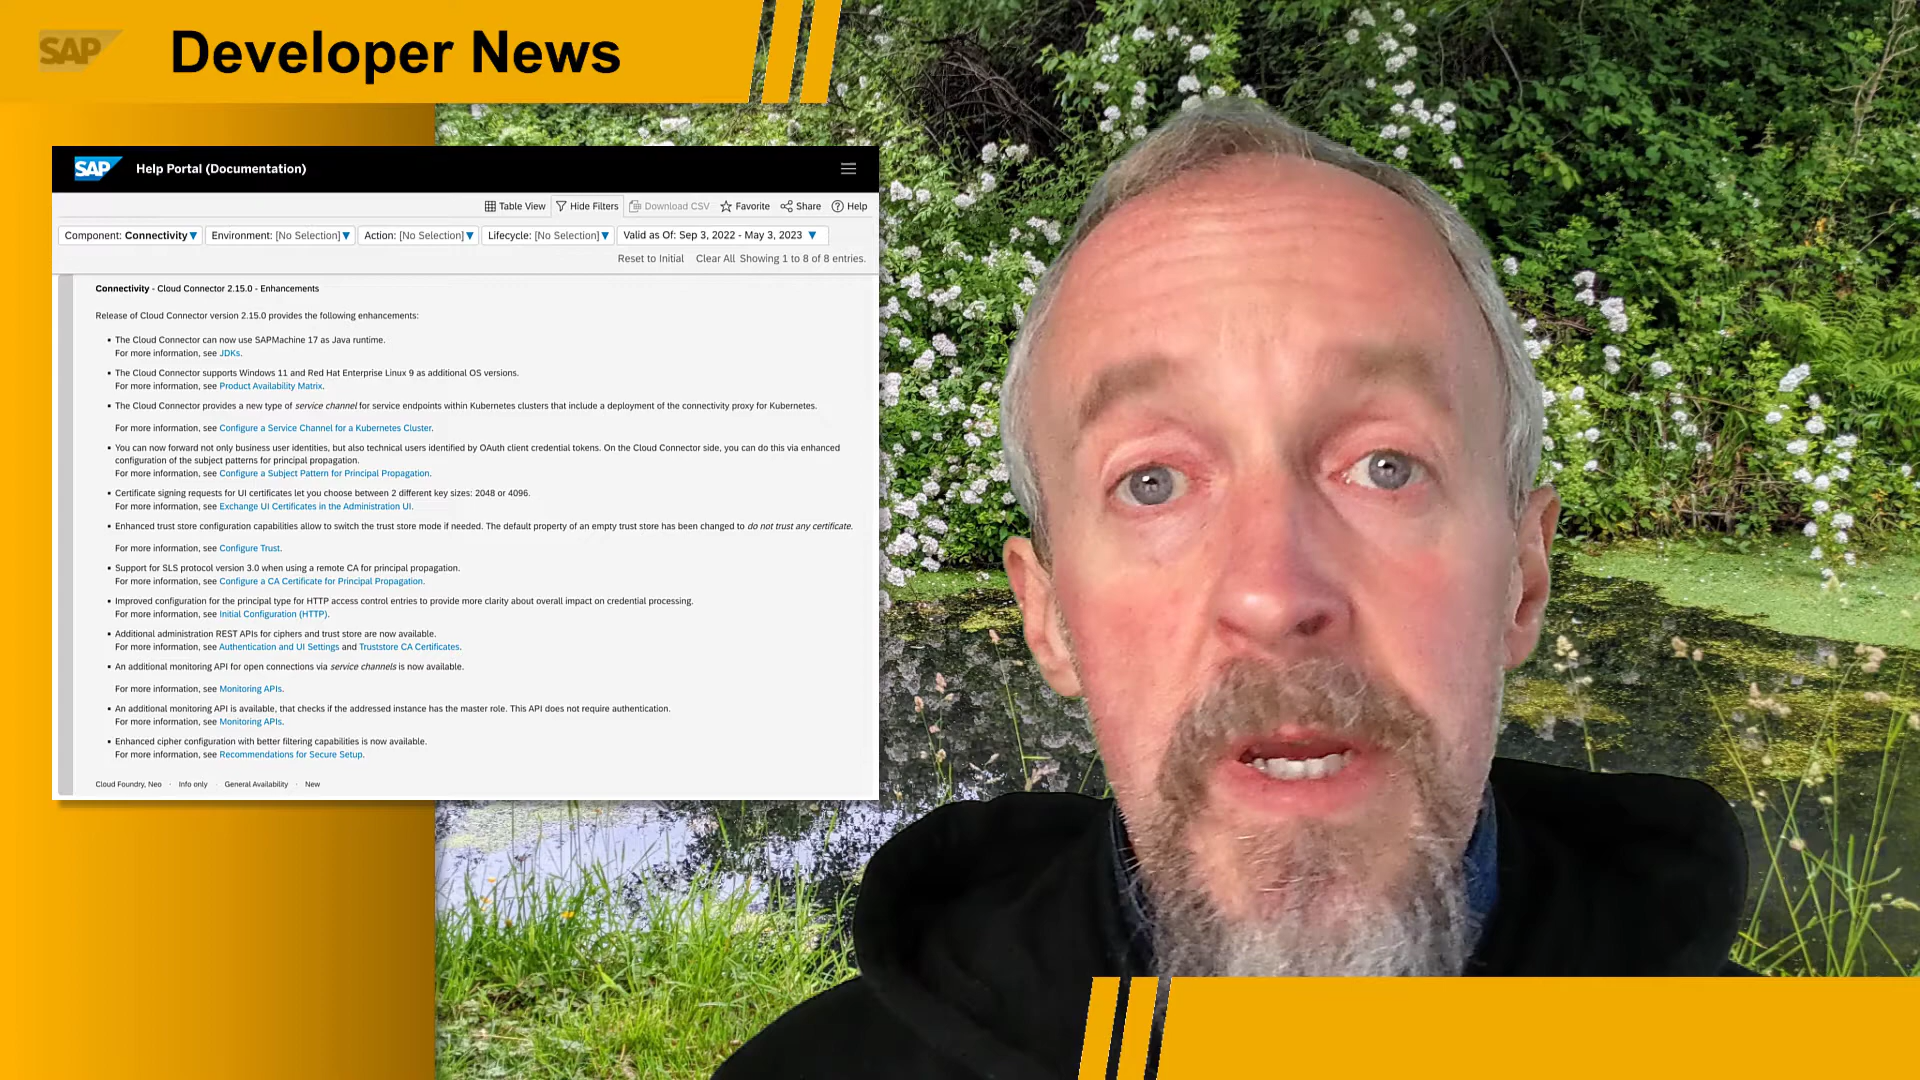 SAP Developer News
SAP Help Portal (Documentation)
Table View Hide Filters Download CSV Favorite Share Help
Component: Connectivity Environment: [No Selection] Action: [No Selection] Lifecycle: [No Selection] Valid as Of: Sep 3, 2022 - May 3, 2023
Reset to Initial Clear All Showing 1 to 8 of 8 entries.
Connectivity - Cloud Connector 2.15.0 - Enhancements
Release of Cloud Connector version 2.15.0 provides the following enhancements:
▪ The Cloud Connector can now use SAPMachine 17 as Java runtime.
For more information, see JDKs.
▪ The Cloud Connector supports Windows 11 and Red Hat Enterprise Linux 9 as additional OS versions.
For more information, see Product Availability Matrix.
▪ The Cloud Connector provides a new type of service channel for service endpoints within Kubernetes clusters that include a deployment of the connectivity proxy for Kubernetes.
For more information, see Configure a Service Channel for a Kubernetes Cluster.
▪ You can now forward not only business user identities, but also technical users identified by OAuth client credential tokens. On the Cloud Connector side, you can do this via enhanced
configuration of the subject patterns for principal propagation.
For more information, see Configure a Subject Pattern for Principal Propagation.
▪ Certificate signing requests for UI certificates let you choose between 2 different key sizes: 2048 or 4096.
For more information, see Exchange UI Certificates in the Administration UI.
▪ Enhanced trust store configuration capabilities allow to switch the trust store mode if needed. The default property of an empty trust store has been changed to do not trust any certificate.
For more information, see Configure Trust.
▪ Support for SLS protocol version 3.0 when using a remote CA for principal propagation.
For more information, see Configure a CA Certificate for Principal Propagation.
▪ Improved configuration for the principal type for HTTP access control entries to provide more clarity about overall impact on credential processing.
For more information, see Initial Configuration (HTTP).
▪ Additional administration REST APIs for ciphers and trust store are now available.
For more information, see Authentication and UI Settings and Truststore CA Certificates.
▪ An additional monitoring API for open connections via service channels is now available.
For more information, see Monitoring APIs.
▪ An additional monitoring API is available, that checks if the addressed instance has the master role. This API does not require authentication.
For more information, see Monitoring APIs.
▪ Enhanced cipher configuration with better filtering capabilities is now available.
For more information, see Recommendations for Secure Setup.
Cloud Foundry, Neo · Info only · General Availability · New